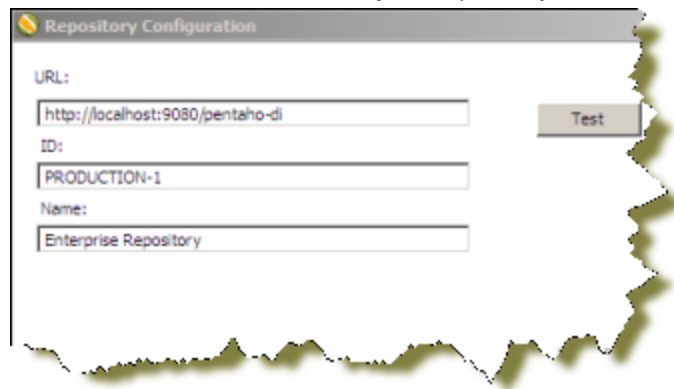 Repository Configuration
URL:
http://localhost:9080/pentaho-di
Test
ID:
PRODUCTION-1
Name:
Enterprise Repository